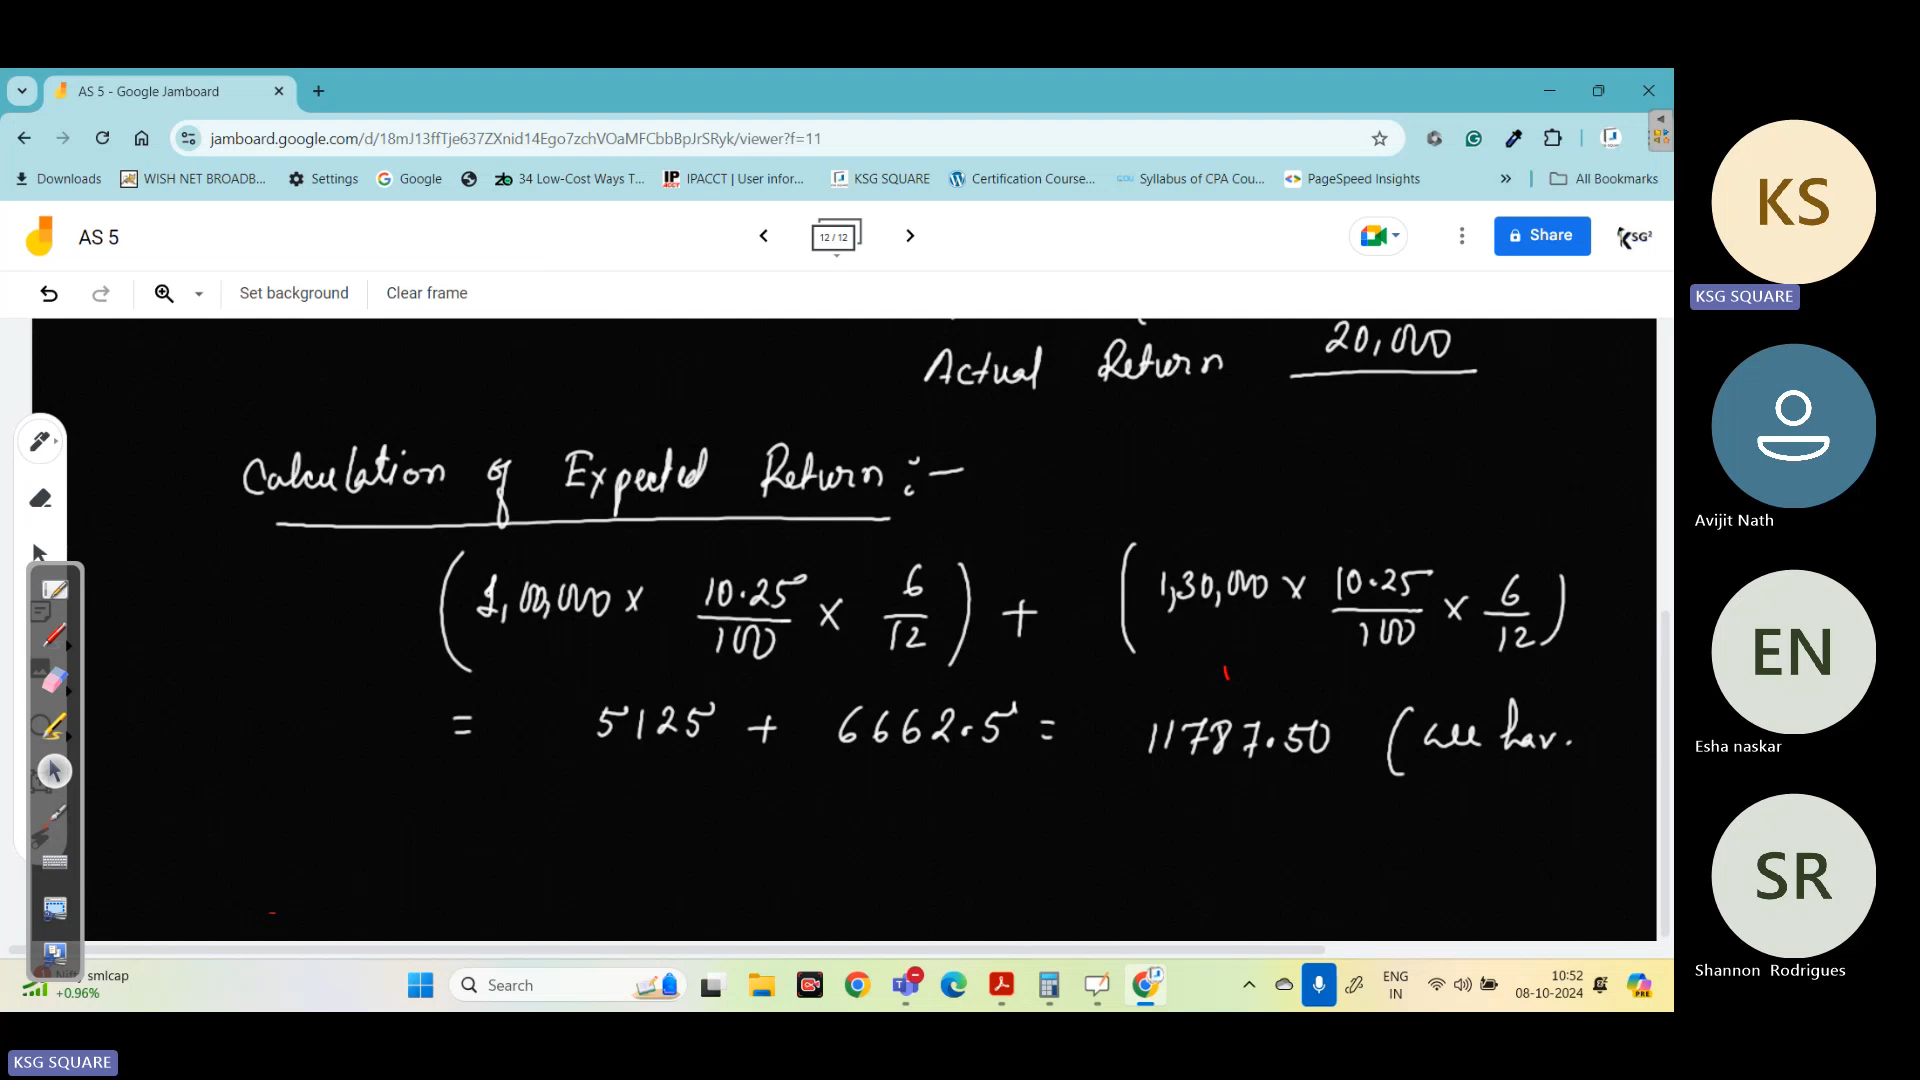 AS 5 - Google Jamboard
jamboard.google.com/d/18mJ13ffTje637ZXnid14Ego7zchVOaMFCbbBpJrSRyk/viewer?f=11
Downloads WISH NET BROADB... Settings Google 34 Low-Cost Ways T... IPACCT | User infor... KSG SQUARE Certification Course... Syllabus of CPA Cou... PageSpeed Insights » All Bookmarks
AS 5 12 / 12 Share KSG²
Set background Clear frame
Actual Return 20,000
Calculation of Expected Return :-
(1,00,000 × 10.25/100 × 6/12) + (1,30,000 × 10.25/100 × 6/12)
= 5125 + 6662.5 = 11787.50 (
Nifty smlcap
+0.96%
Search
ENG
IN
10:52
08-10-2024
KS
KSG SQUARE
Avijit Nath
EN
Esha naskar
SR
Shannon Rodrigues
KSG SQUARE